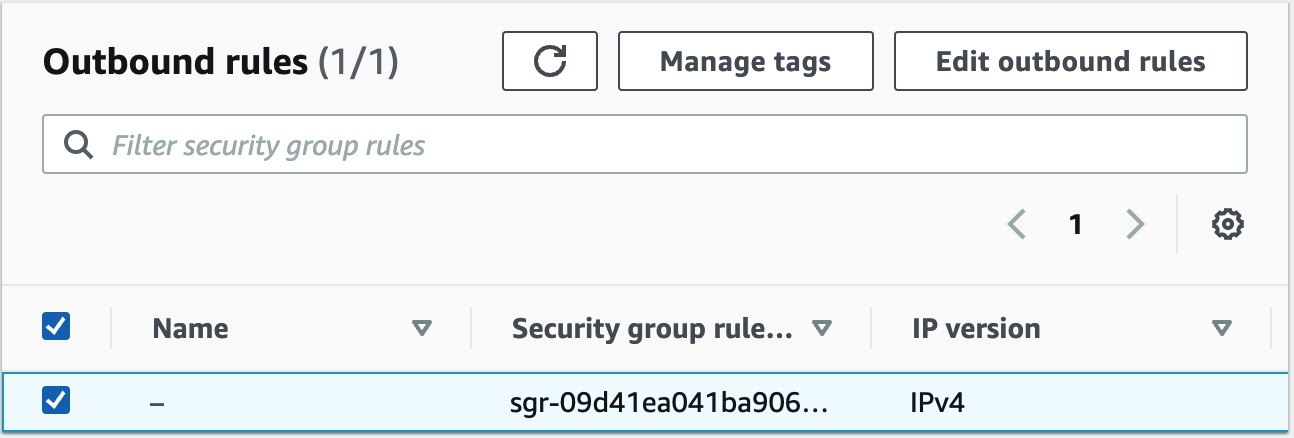 Outbound rules (1/1) Manage tags Edit outbound rules
Filter security group rules
1
Name Security group rule... IP version
– sgr-09d41ea041ba906... IPv4